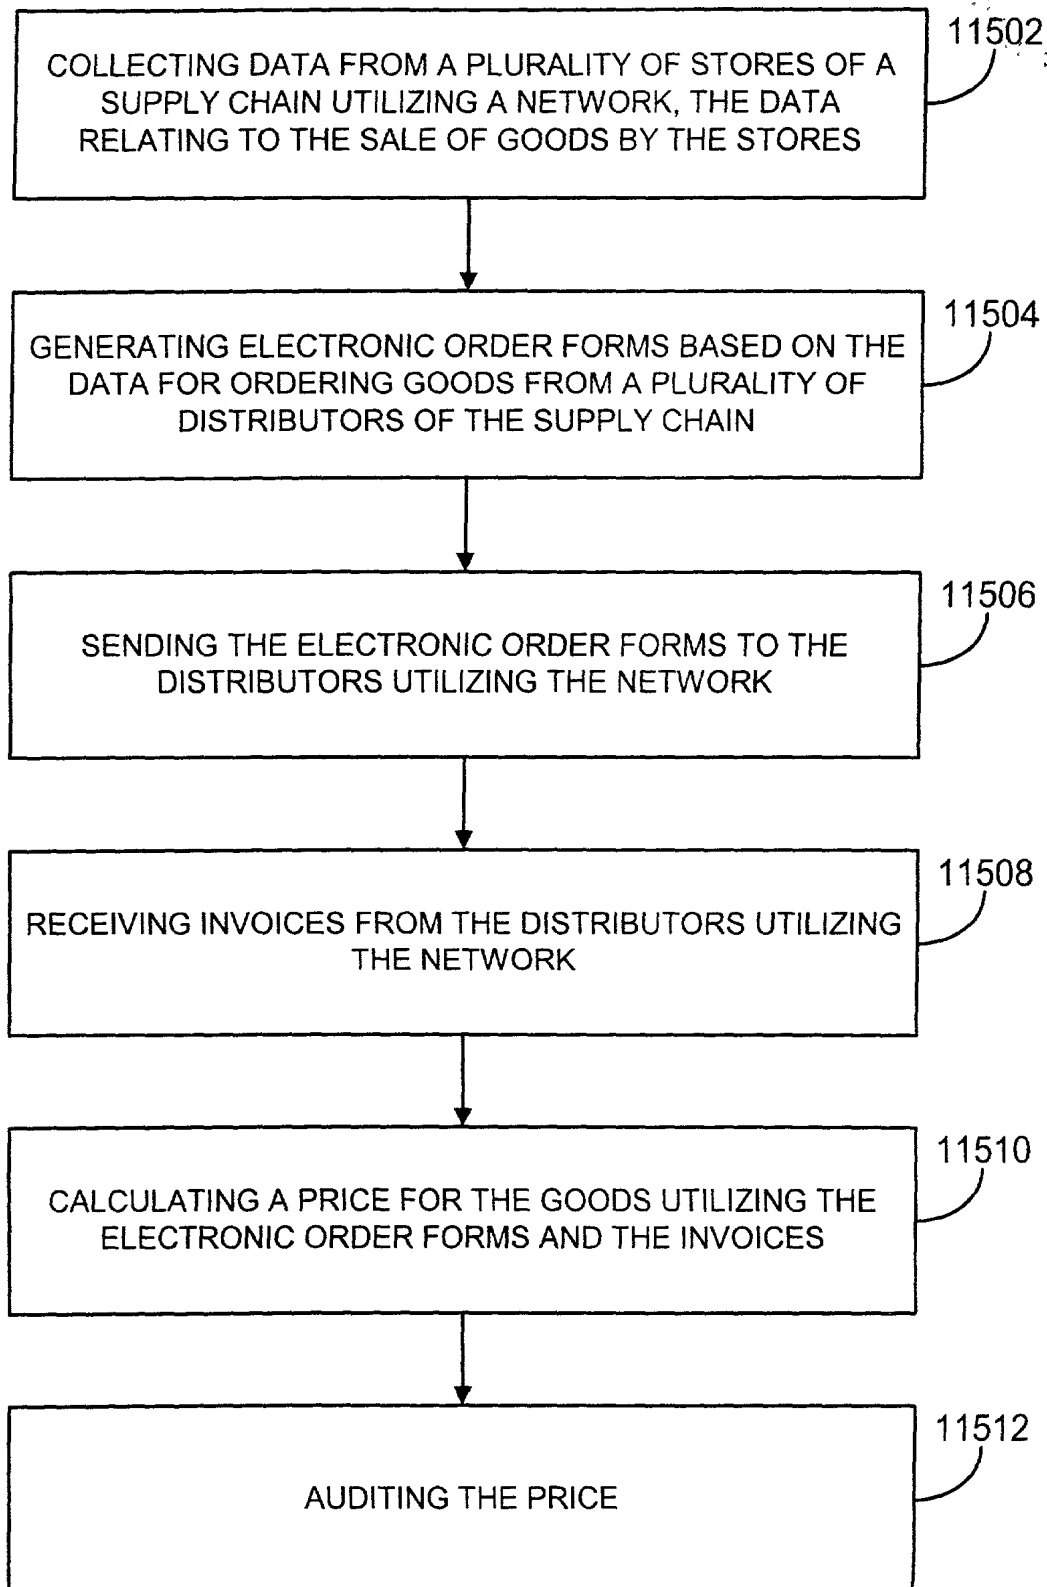 11502
COLLECTING DATA FROM A PLURALITY OF STORES OF A
SUPPLY CHAIN UTILIZING A NETWORK, THE DATA
RELATING TO THE SALE OF GOODS BY THE STORES
11504
GENERATING ELECTRONIC ORDER FORMS BASED ON THE
DATA FOR ORDERING GOODS FROM A PLURALITY OF
DISTRIBUTORS OF THE SUPPLY CHAIN
11506
SENDING THE ELECTRONIC ORDER FORMS TO THE
DISTRIBUTORS UTILIZING THE NETWORK
11508
RECEIVING INVOICES FROM THE DISTRIBUTORS UTILIZING
THE NETWORK
11510
CALCULATING A PRICE FOR THE GOODS UTILIZING THE
ELECTRONIC ORDER FORMS AND THE INVOICES
11512
AUDITING THE PRICE